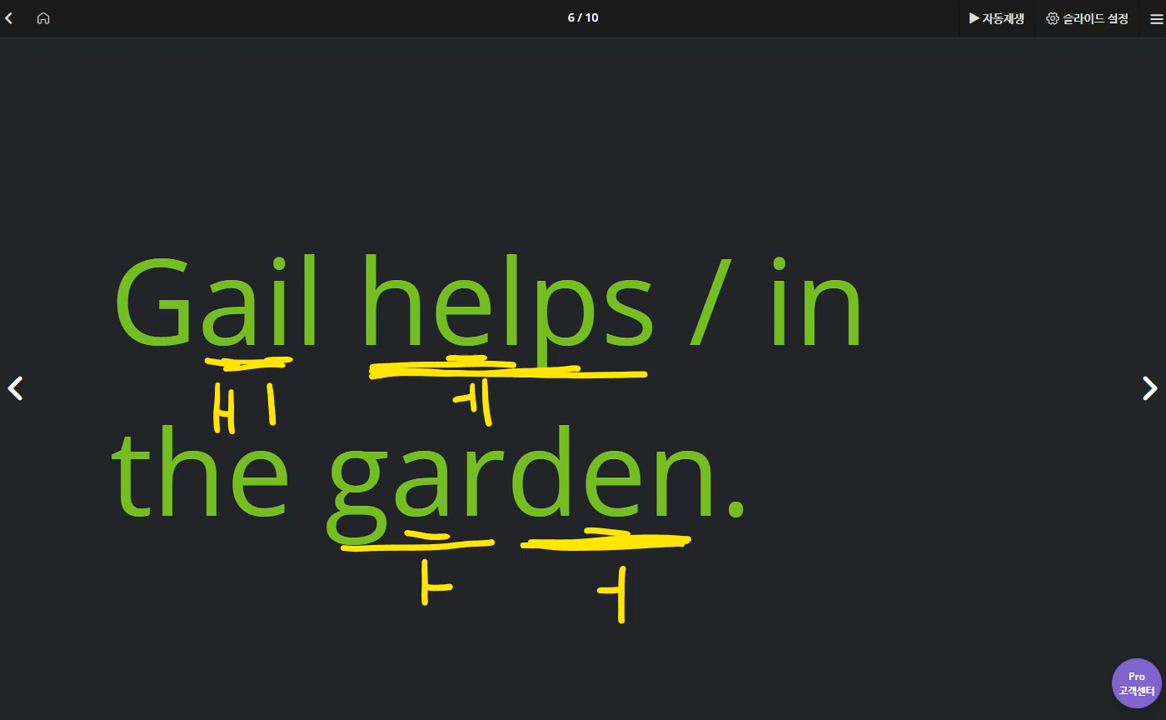 6 / 10
▶ 자동재생
슬라이드 설정
Gail helps / in
ㅐ ㅣ ㅔ
the garden.
ㅏ ㅓ
Pro
고객센터